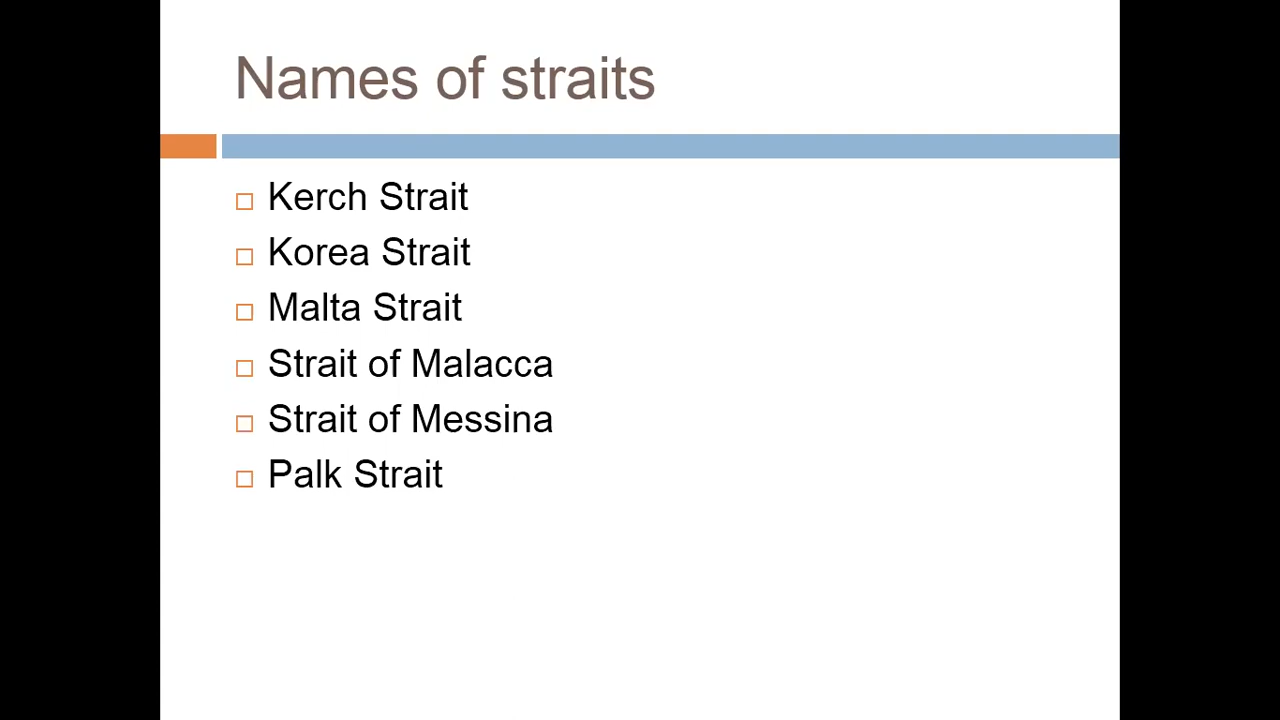 Names of straits
Kerch Strait
Korea Strait
Malta Strait
Strait of Malacca
Strait of Messina
Palk Strait